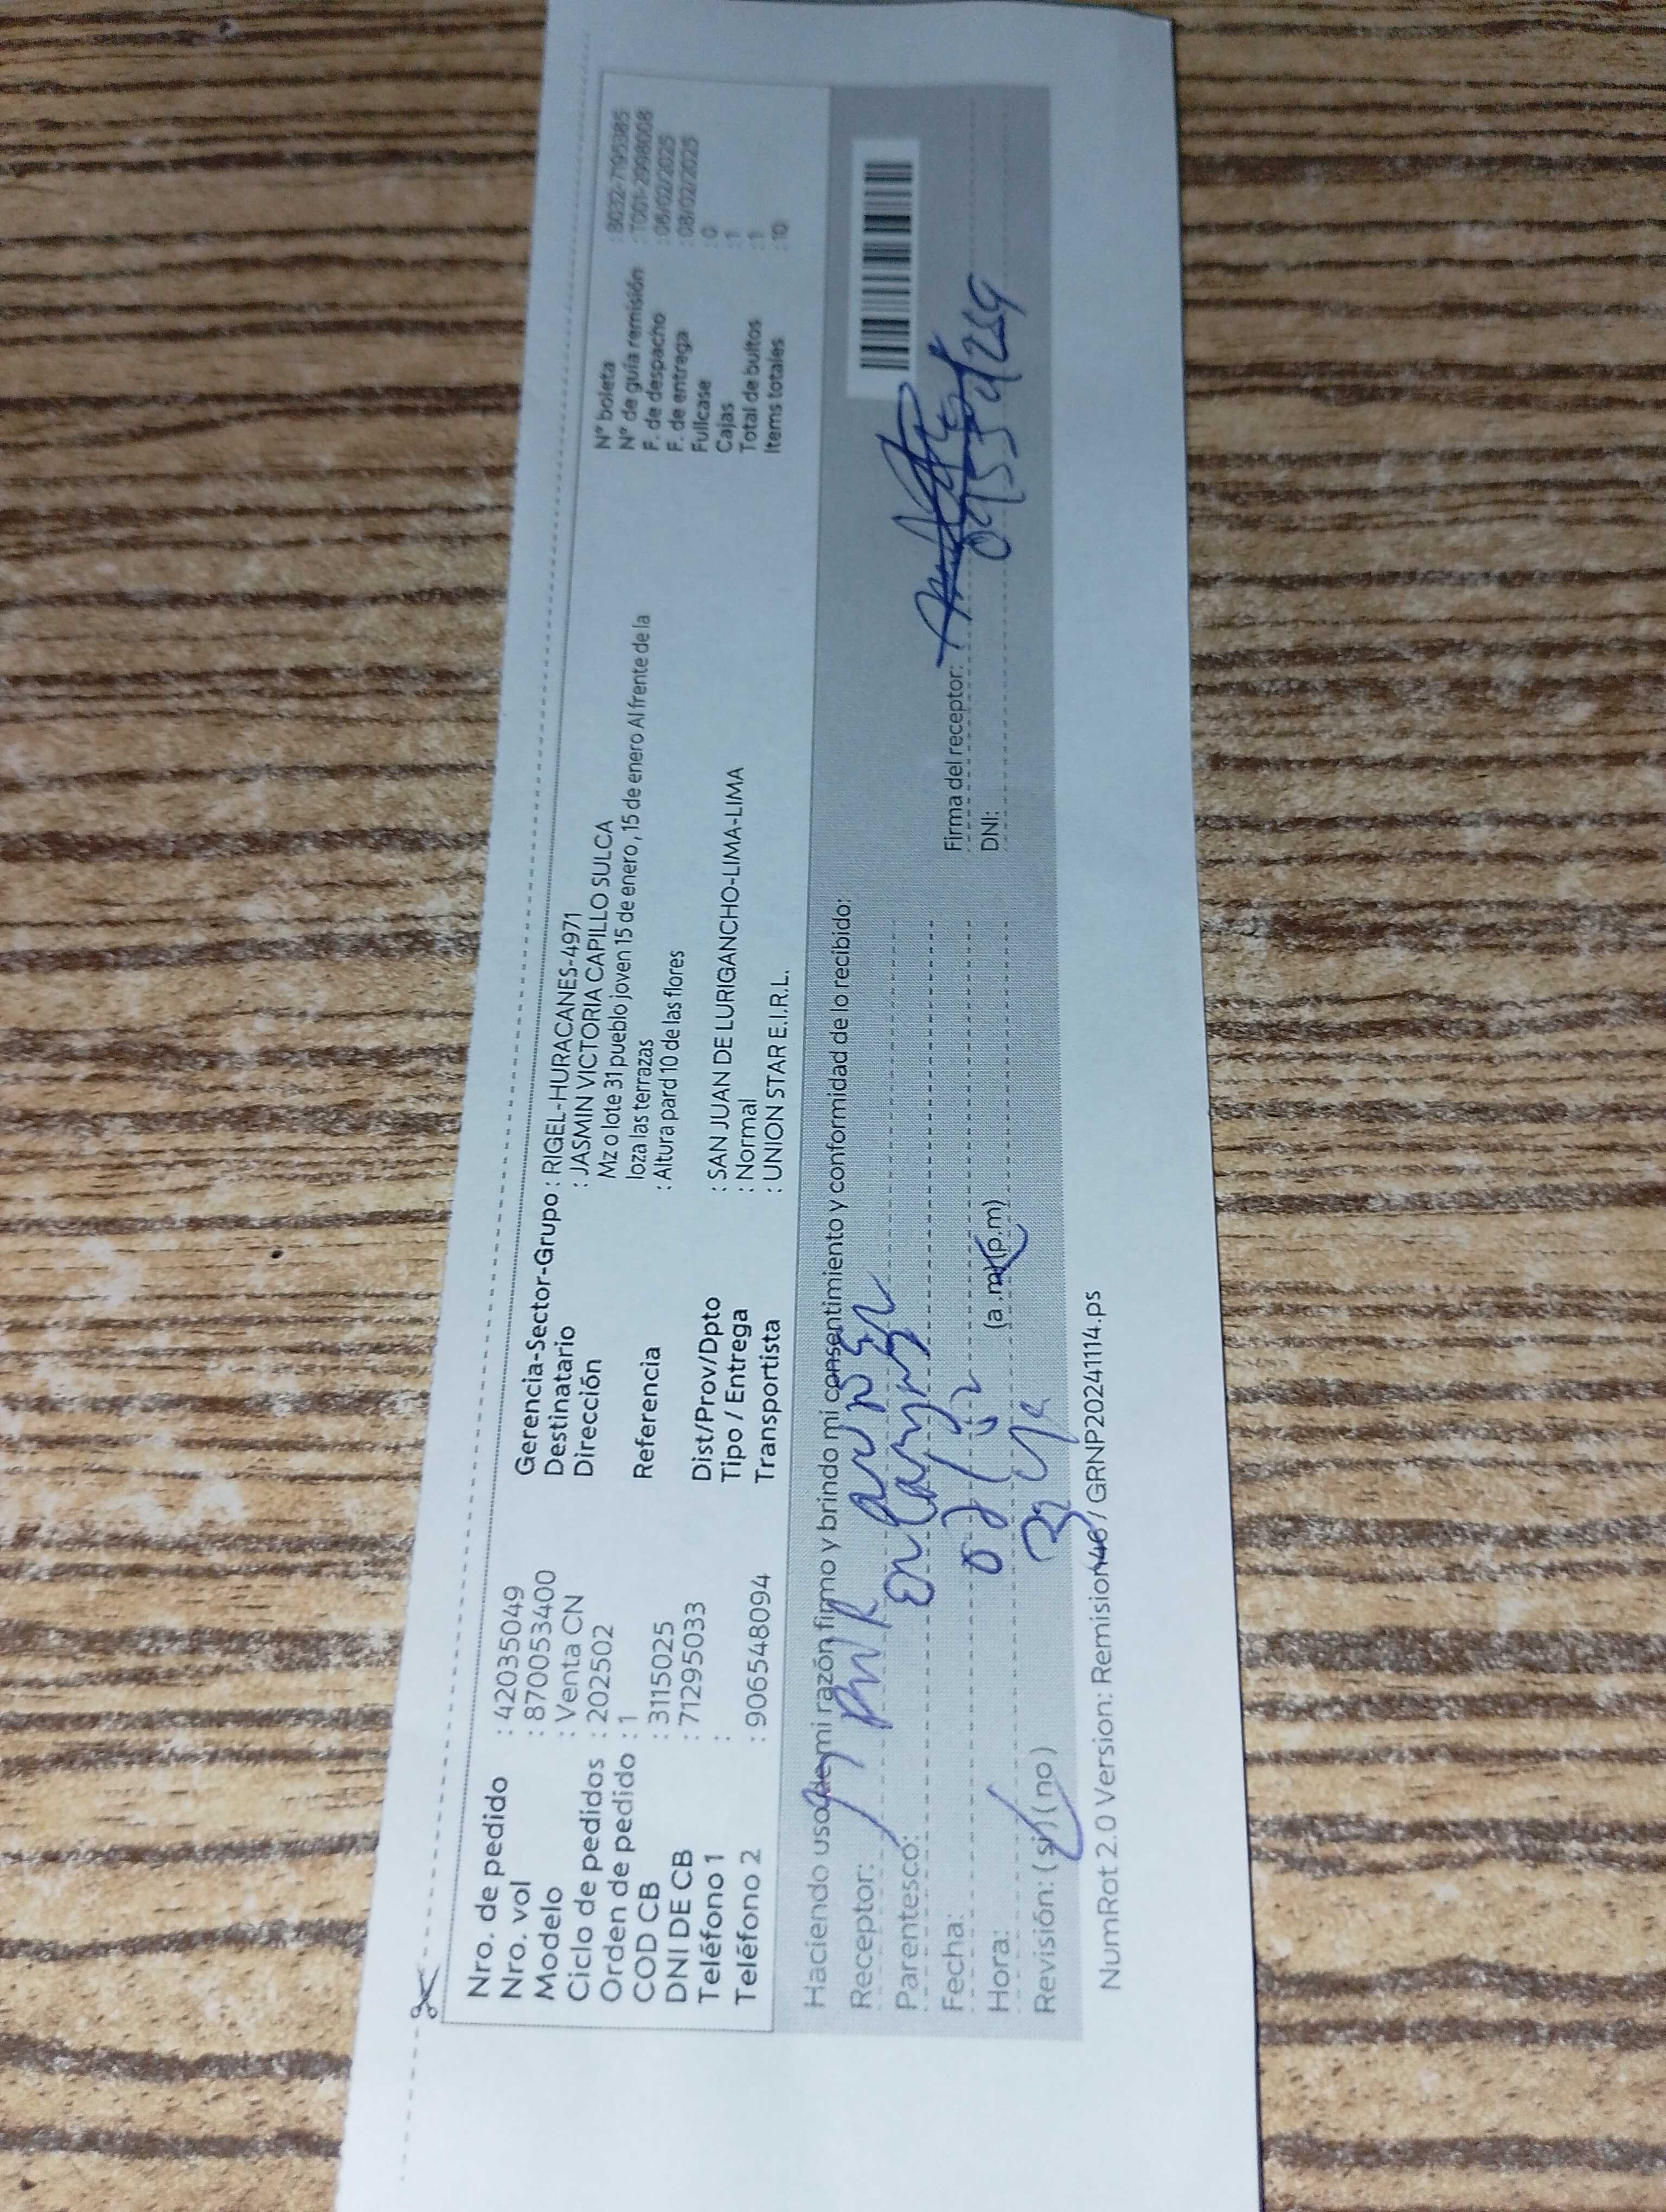 Nro. de pedido : 42035049
Nro. vol : 870053400
Modelo : Venta CN
Ciclo de pedidos : 202502
Orden de pedido : 1
COD CB : 3115025
DNI DE CB : 71295033
Teléfono 1 :
Teléfono 2 : 906548094
Gerencia-Sector-Grupo : RIGEL-HURACANES-4971
Destinatario : JASMIN VICTORIA CAPILLO SULCA
Dirección Mz o lote 31 pueblo joven 15 de enero, 15 de enero Al frente de la
loza las terrazas
Referencia : Altura pard 10 de las flores
Dist/Prov/Dpto : SAN JUAN DE LURIGANCHO-LIMA-LIMA
Tipo / Entrega : Normal
Transportista : UNION STAR E.I.R.L.
N° boleta
N° de guía remisión : T001-2998008
F. de despacho
F. de entrega : 08/02/2025
Fullcase : 0
Cajas : 1
Total de bultos : 1
Items totales : 10
Haciendo uso de mi razón firmo y brindo mi consentimiento y conformidad de lo recibido:
Receptor:
Parentesco:
Fecha:
Hora: (a.m) (p.m)
Revisión: (si) (no)
Firma del receptor:
DNI:
NumRot 2.0 Version: Remision46 / GRNP20241114.ps